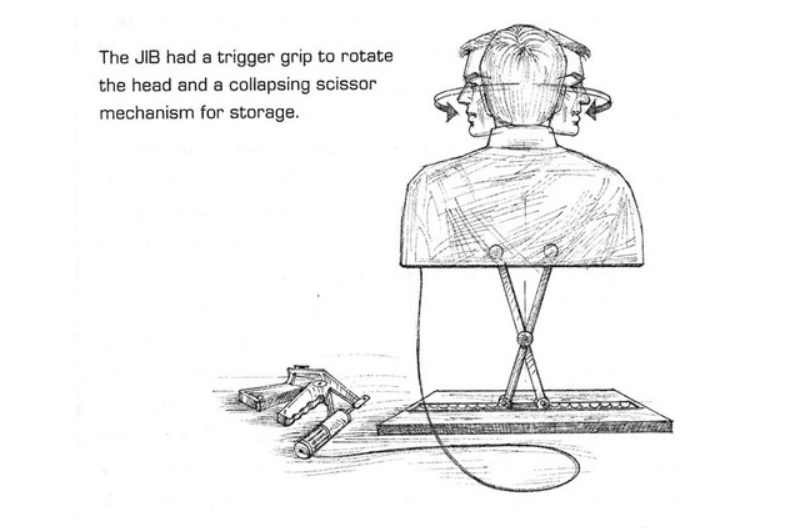 The JIB had a trigger grip to rotate
the head and a collapsing scissor
mechanism for storage.